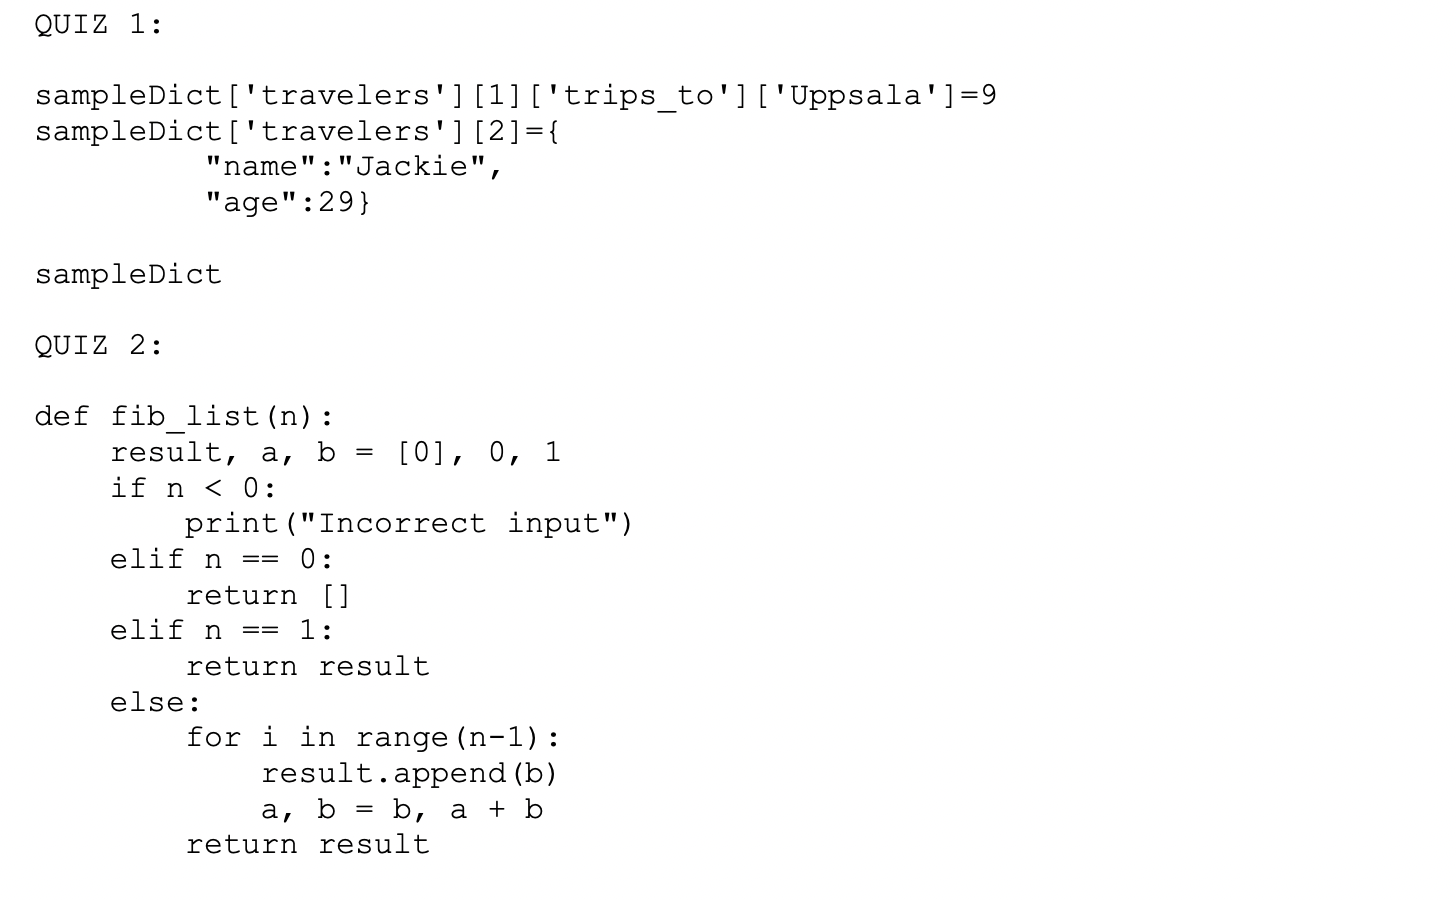 QUIZ 1:
sampleDict['travelers'][1]['trips_to']['Uppsala']=9
sampleDict['travelers'][2]={
         "name":"Jackie",
         "age":29}
sampleDict
QUIZ 2:
def fib_list(n):
    result, a, b = [0], 0, 1
    if n < 0:
        print("Incorrect input")
    elif n == 0:
        return []
    elif n == 1:
        return result
    else:
        for i in range(n-1):
            result.append(b)
            a, b = b, a + b
        return result